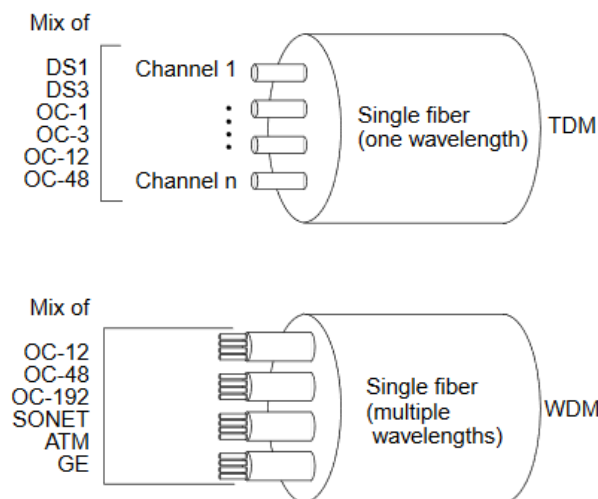 Mix of
DS1
DS3
OC-1
OC-3
OC-12
OC-48
Channel 1
Channel n
Single fiber
(one wavelength)
TDM
Mix of
OC-12
OC-48
OC-192
SONET
ATM
GE
Single fiber
(multiple
wavelengths)
WDM